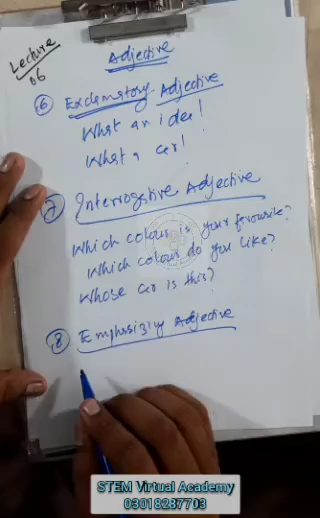 Lecture
06
Adjective
6 Exclamatory Adjective
What an idea!
What a car!
7 Interrogative Adjective
Which colour is your favourite?
Which colour do you like?
Whose car is this?
8 Emphasizing Adjective
STEM Virtual Academy
03018287703